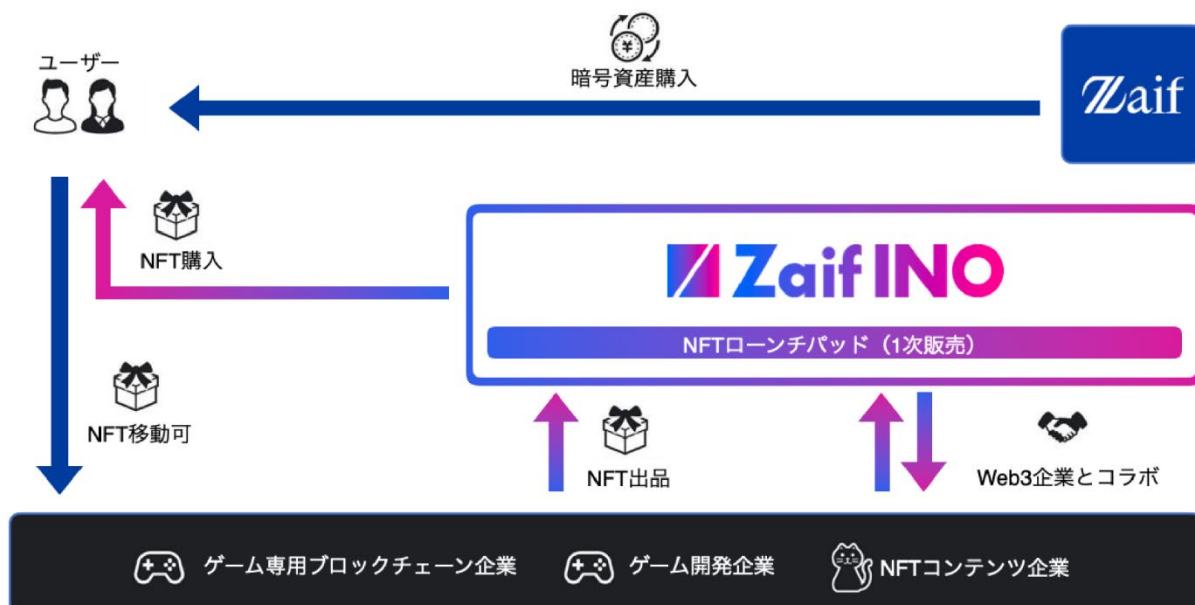 ユーザー
暗号資産購入
Zaif
NFT購入
Zaif INO
NFTローンチパッド（1次販売）
NFT移動可
NFT出品
Web3企業とコラボ
ゲーム専用ブロックチェーン企業
ゲーム開発企業
NFTコンテンツ企業